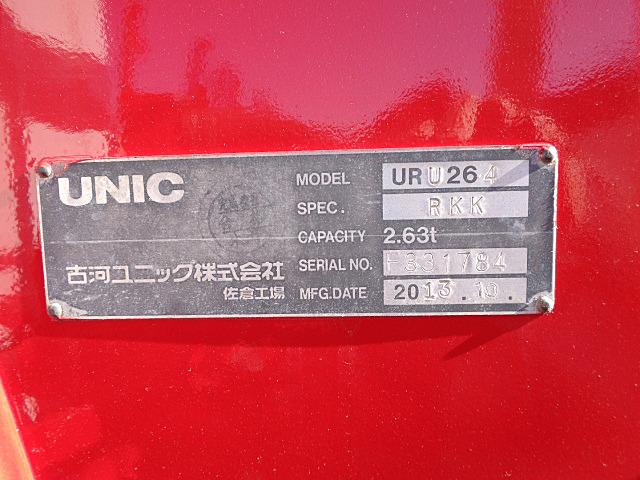 UNIC
MODEL URU264
SPEC. RKK
CAPACITY 2.63t
古河ユニック株式会社 SERIAL NO. F331784
佐倉工場 MFG.DATE 2013.10.